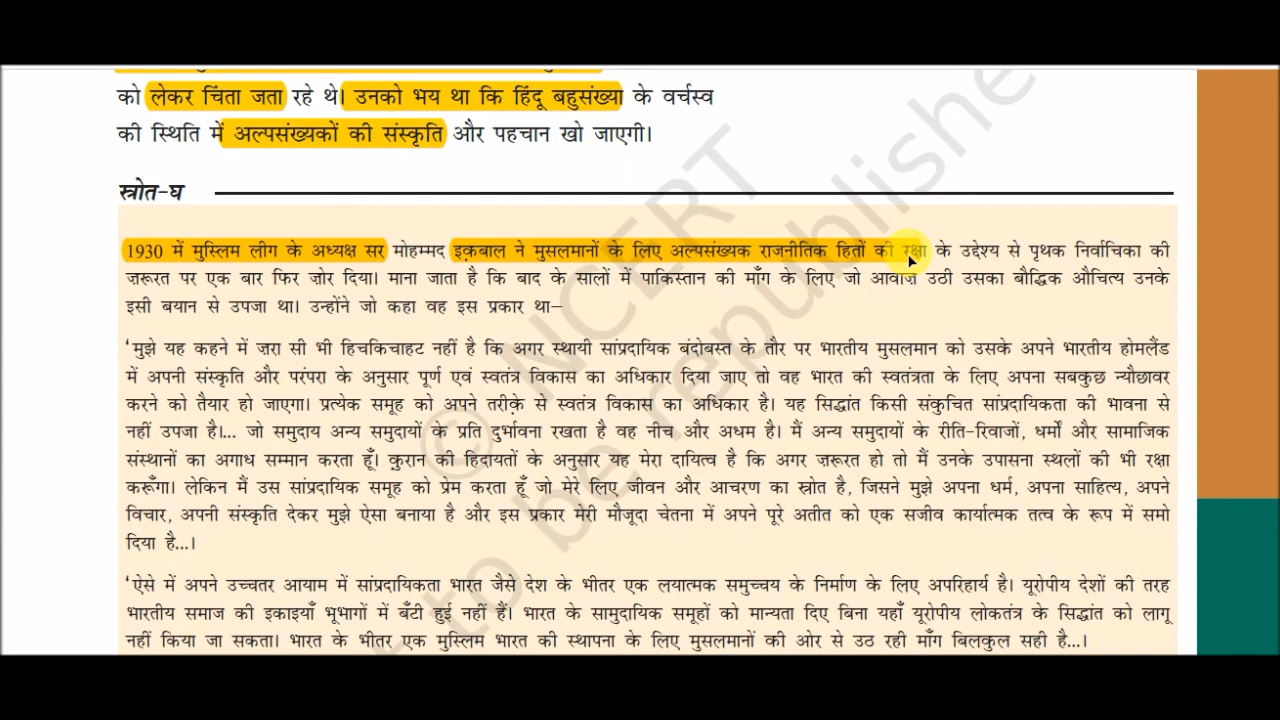 को लेकर चिंता जता रहे थे। उनको भय था कि हिंदू बहुसंख्या के वर्चस्व
की स्थिति में अल्पसंख्यकों की संस्कृति और पहचान खो जाएगी।
स्त्रोत-घ
1930 में मुस्लिम लीग के अध्यक्ष सर मोहम्मद इक़बाल ने मुसलमानों के लिए अल्पसंख्यक राजनीतिक हितों की रक्षा के उद्देश्य से पृथक निर्वाचिका की
ज़रूरत पर एक बार फिर ज़ोर दिया। माना जाता है कि बाद के सालों में पाकिस्तान की माँग के लिए जो आवाज़ उठी उसका बौद्धिक औचित्य उनके
इसी बयान से उपजा था। उन्होंने जो कहा वह इस प्रकार था–
‘मुझे यह कहने में ज़रा सी भी हिचकिचाहट नहीं है कि अगर स्थायी सांप्रदायिक बंदोबस्त के तौर पर भारतीय मुसलमान को उसके अपने भारतीय होमलैंड
में अपनी संस्कृति और परंपरा के अनुसार पूर्ण एवं स्वतंत्र विकास का अधिकार दिया जाए तो वह भारत की स्वतंत्रता के लिए अपना सबकुछ न्यौछावर
करने को तैयार हो जाएगा। प्रत्येक समूह को अपने तरीक़े से स्वतंत्र विकास का अधिकार है। यह सिद्धांत किसी संकुचित सांप्रदायिकता की भावना से
नहीं उपजा है।... जो समुदाय अन्य समुदायों के प्रति दुर्भावना रखता है वह नीच और अधम है। मैं अन्य समुदायों के रीति-रिवाजों, धर्मों और सामाजिक
संस्थानों का अगाध सम्मान करता हूँ। क़ुरान की हिदायतों के अनुसार यह मेरा दायित्व है कि अगर ज़रूरत हो तो मैं उनके उपासना स्थलों की भी रक्षा
करूँगा। लेकिन मैं उस सांप्रदायिक समूह को प्रेम करता हूँ जो मेरे लिए जीवन और आचरण का स्रोत है, जिसने मुझे अपना धर्म, अपना साहित्य, अपने
विचार, अपनी संस्कृति देकर मुझे ऐसा बनाया है और इस प्रकार मेरी मौजूदा चेतना में अपने पूरे अतीत को एक सजीव कार्यात्मक तत्व के रूप में समो
दिया है...।
‘ऐसे में अपने उच्चतर आयाम में सांप्रदायिकता भारत जैसे देश के भीतर एक लयात्मक समुच्चय के निर्माण के लिए अपरिहार्य है। यूरोपीय देशों की तरह
भारतीय समाज की इकाइयाँ भूभागों में बँटी हुई नहीं हैं। भारत के सामुदायिक समूहों को मान्यता दिए बिना यहाँ यूरोपीय लोकतंत्र के सिद्धांत को लागू
नहीं किया जा सकता। भारत के भीतर एक मुस्लिम भारत की स्थापना के लिए मुसलमानों की ओर से उठ रही माँग बिलकुल सही है...।
© NCERT
to be republishe